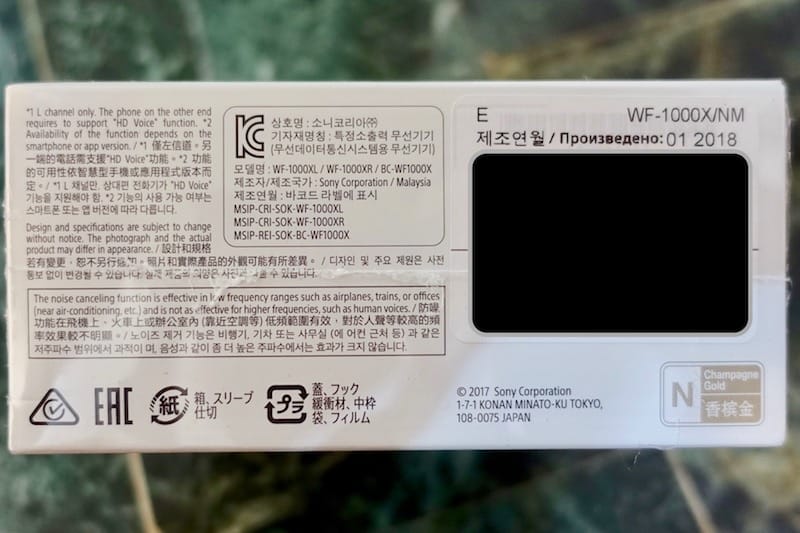 *1 L channel only. The phone on the other end
requires to support "HD Voice" function. *2
Availability of the function depends on the
smartphone or app version. / *1 僅左信道。另
一端的電話需支援"HD Voice"功能。*2 功能
的可用性依智慧型手機或應用程式版本而
定。/ *1 L 채널만. 상대편 전화기가 "HD Voice"
기능을 지원해야 함. *2 기능의 사용 가능 여부는
스마트폰 또는 앱 버전에 따라 다릅니다.
Design and specifications are subject to change
without notice. The photograph and the actual
product may differ in appearance. / 設計和規格
若有變更，恕不另行通知。照片和實際產品的外觀可能有所差異。 / 디자인 및 주요 제원은 사전
통보 없이 변경될 수 있습니다. 실제 제품의 외양은 사진과 다를 수 있습니다.
The noise canceling function is effective in low frequency ranges such as airplanes, trains, or offices
(near air-conditioning, etc.) and is not as effective for higher frequencies, such as human voices. / 防噪
功能在飛機上、火車上或辦公室內 (靠近空調等) 低頻範圍有效，對於人聲等較高的頻
率效果較不明顯。 / 노이즈 제거 기능은 비행기, 기차 또는 사무실 (에어컨 근처 등) 과 같은
저주파수 범위에서 효과적이며, 음성과 같이 좀 더 높은 주파수에서는 효과가 크지 않습니다.
KC
상호명 : 소니코리아㈜
기자재명칭 : 특정소출력 무선기기
(무선데이터통신시스템용 무선기기)
모델명 : WF-1000XL / WF-1000XR / BC-WF1000X
제조자/제조국가 : Sony Corporation / Malaysia
제조연월 : 바코드 라벨에 표시
MSIP-CRI-SOK-WF-1000XL
MSIP-CRI-SOK-WF-1000XR
MSIP-REI-SOK-BC-WF1000X
E WF-1000X/NM
제조연월 / Произведено: 01 2018
EAC
紙
箱、スリーブ
仕切
プラ
蓋、フック
緩衝材、中枠
袋、フィルム
© 2017 Sony Corporation
1-7-1 KONAN MINATO-KU TOKYO,
108-0075 JAPAN
N
Champagne
Gold
香槟金